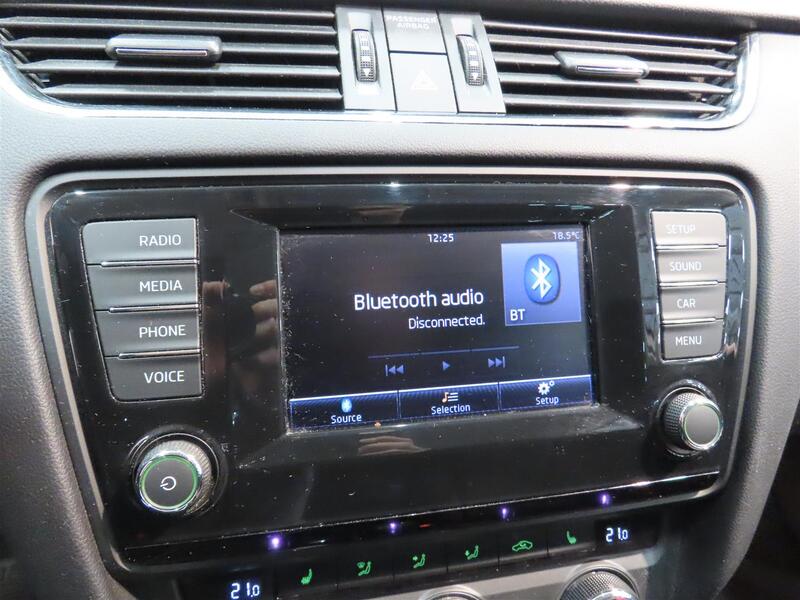 PASSENGER
AIRBAG
RADIO
MEDIA
PHONE
VOICE
12:25
18.5°C
Bluetooth audio
Disconnected.
BT
Source
Selection
Setup
SETUP
SOUND
CAR
MENU
21.0
21.0